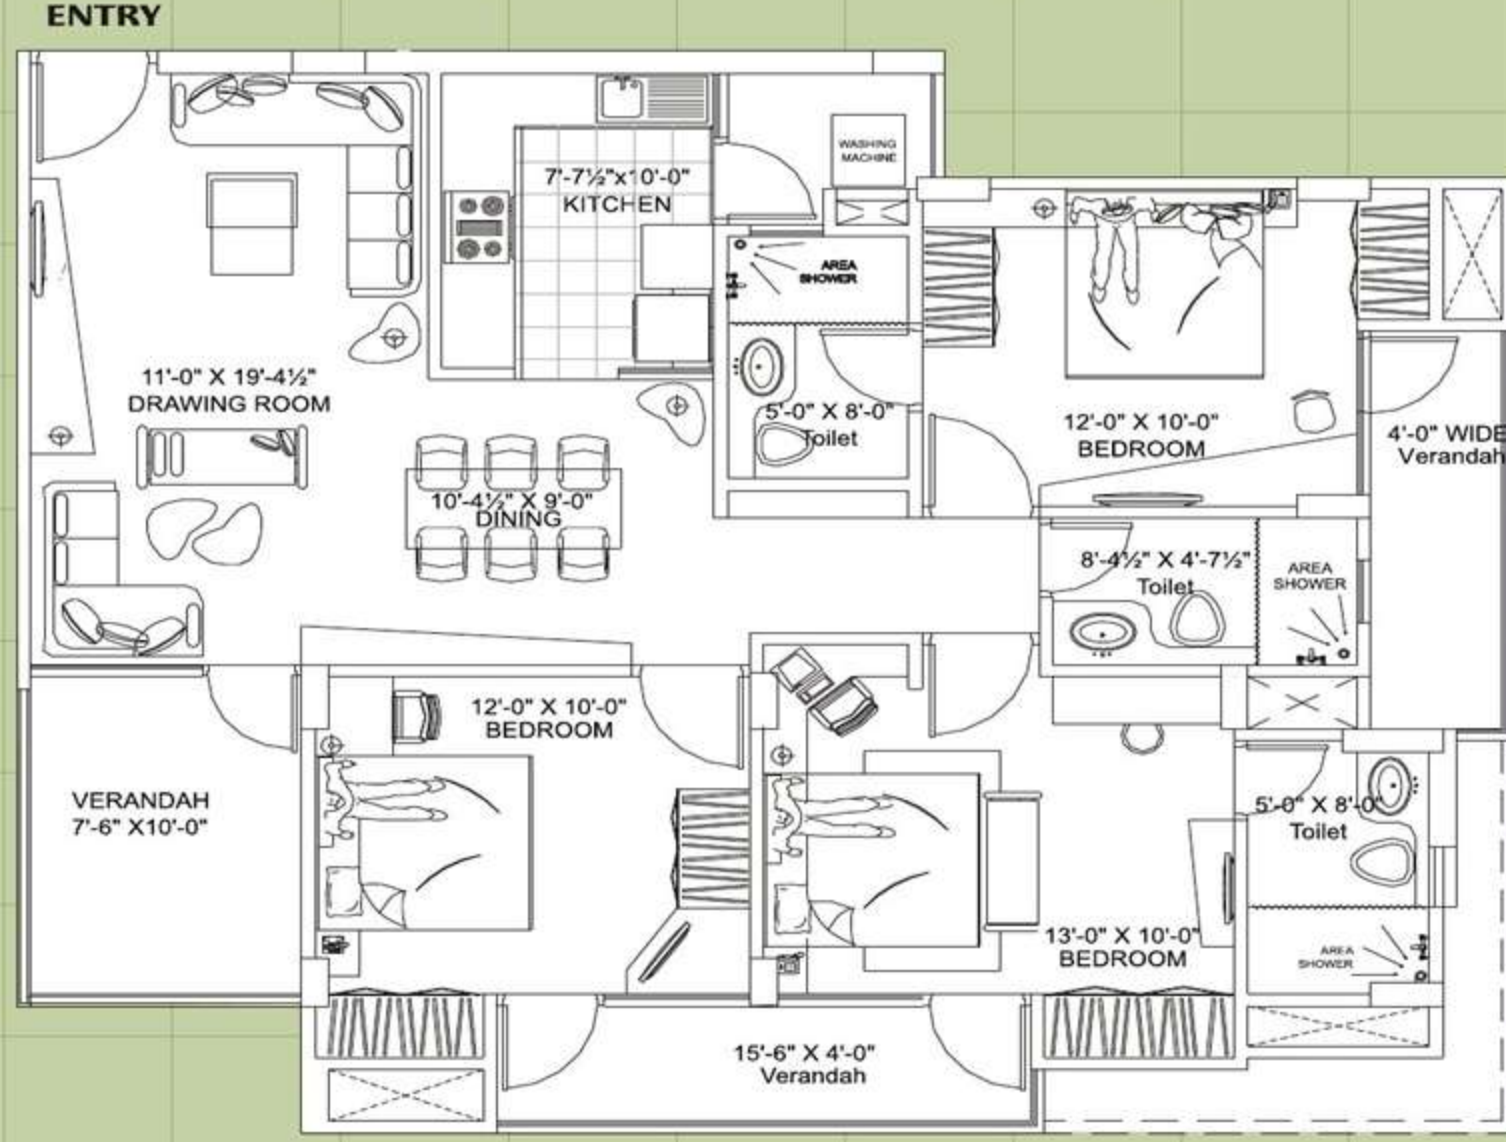 ENTRY
WASHING
MACHINE
7'-7½"x10'-0"
KITCHEN
AREA
SHOWER
11'-0" X 19'-4½"
DRAWING ROOM
5'-0" X 8'-0"
Toilet
12'-0" X 10'-0"
BEDROOM
4'-0" WIDE
Verandah
10'-4½" X 9'-0"
DINING
8'-4½" X 4'-7½"
Toilet
AREA
SHOWER
12'-0" X 10'-0"
BEDROOM
VERANDAH
7'-6" X10'-0"
5'-0" X 8'-0"
Toilet
13'-0" X 10'-0"
BEDROOM
AREA
SHOWER
15'-6" X 4'-0"
Verandah